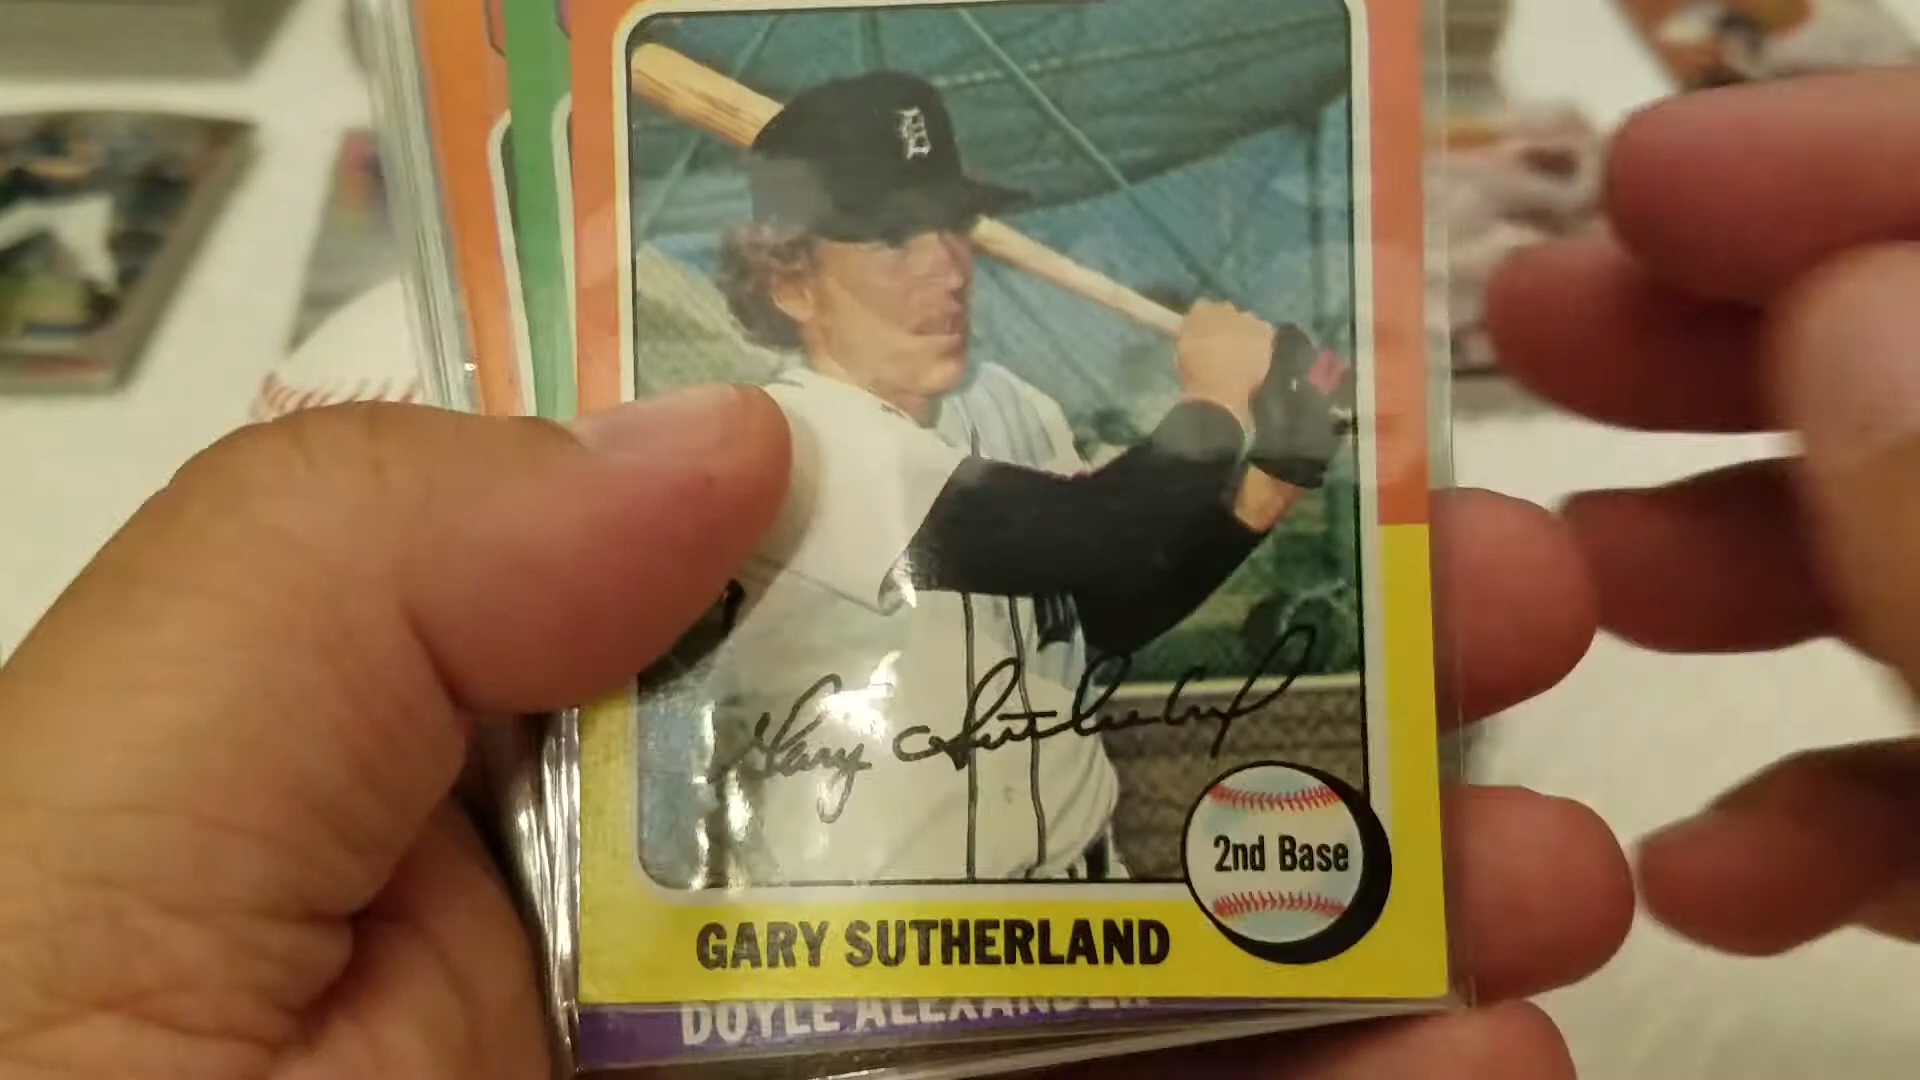 D
Gary Sutherland
2nd Base
GARY SUTHERLAND
DOYLE ALEXANDER